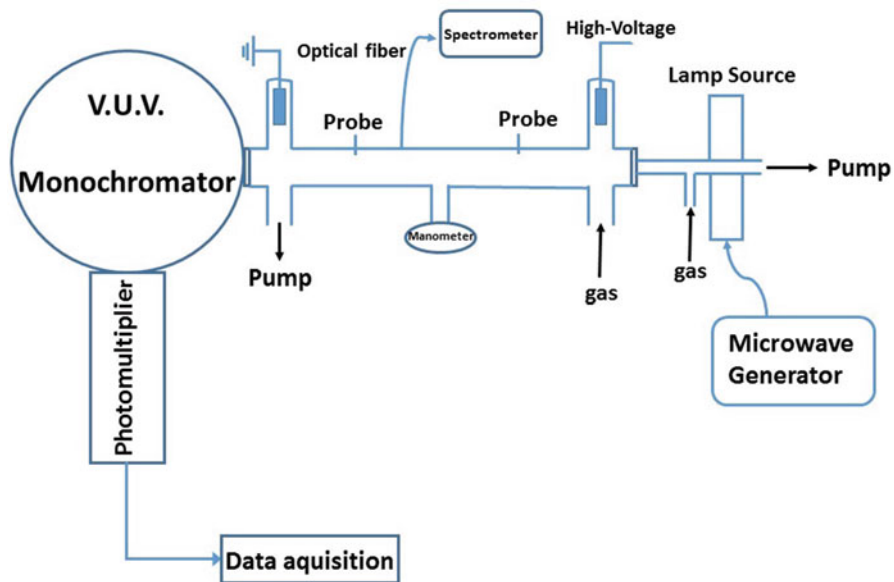 Spectrometer
High-Voltage
Optical fiber
Lamp Source
V.U.V.
Monochromator
Probe
Probe
Pump
Manometer
Pump
gas
gas
Microwave
Generator
Photomultiplier
Data aquisition